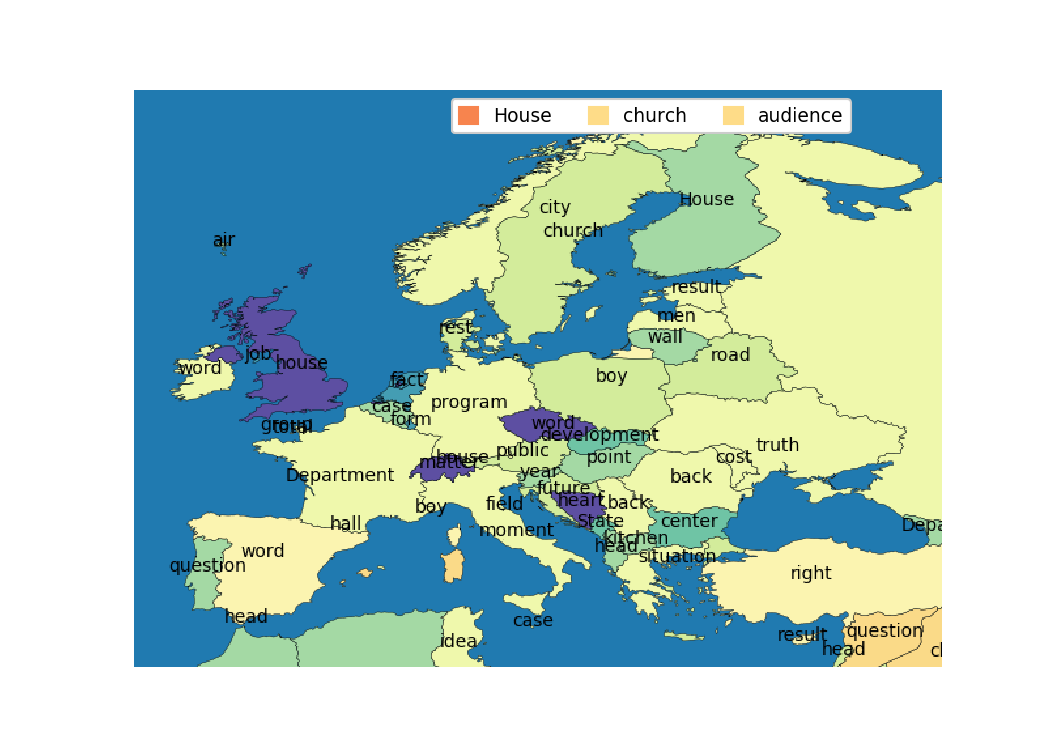 House church audience
House
city
church
air
result
men
wall
rest
road
job
house
word
fact
boy
case
program
form
word
group
total
development
truth
public
house
matter
point
cost
Department
year
back
future
field
heart
back
boy
hall
State
center
moment
Depa
kitchen
head
word
situation
question
right
head
case
question
result
idea
head
cl